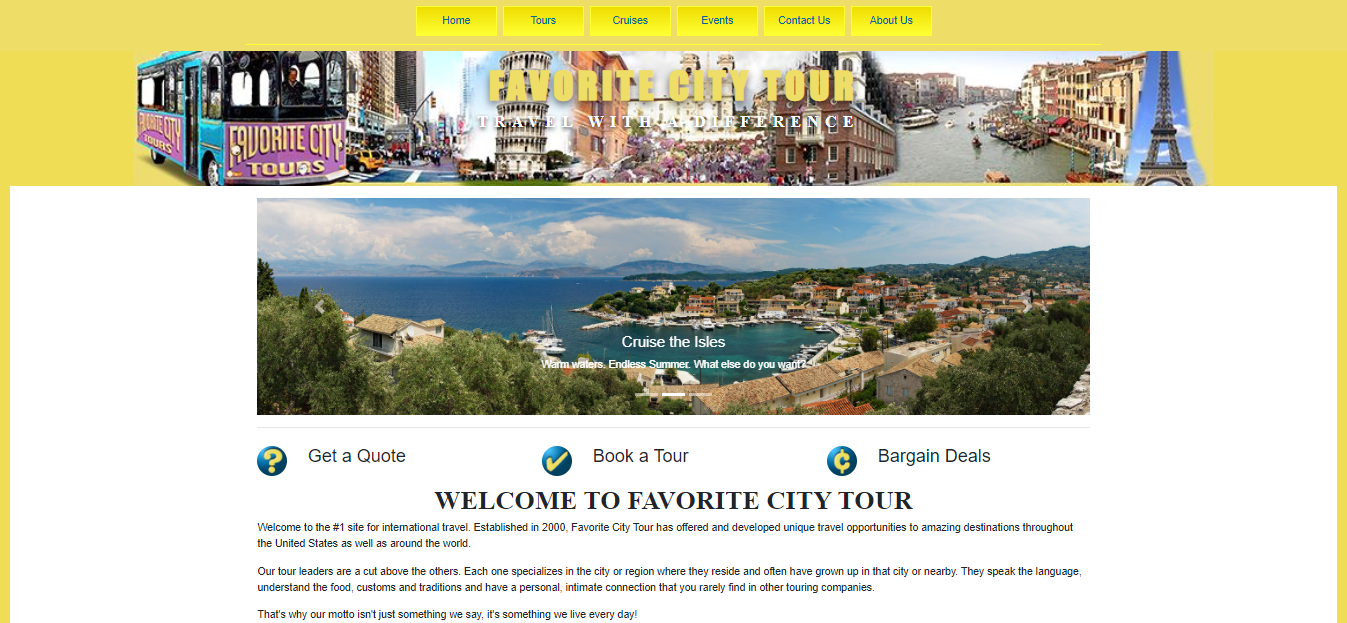 Home Tours Cruises Events Contact Us About Us
FAVORITE CITY TOUR
TRAVEL WITH A DIFFERENCE
FAVORITE CITY
TOURS
FAVORITE CITY
TOURS
Cruise the Isles
Warm waters. Endless Summer. What else do you want?
Get a Quote Book a Tour Bargain Deals
WELCOME TO FAVORITE CITY TOUR
Welcome to the #1 site for international travel. Established in 2000, Favorite City Tour has offered and developed unique travel opportunities to amazing destinations throughout
the United States as well as around the world.
Our tour leaders are a cut above the others. Each one specializes in the city or region where they reside and often have grown up in that city or nearby. They speak the language,
understand the food, customs and traditions and have a personal, intimate connection that you rarely find in other touring companies.
That's why our motto isn't just something we say, it's something we live every day!